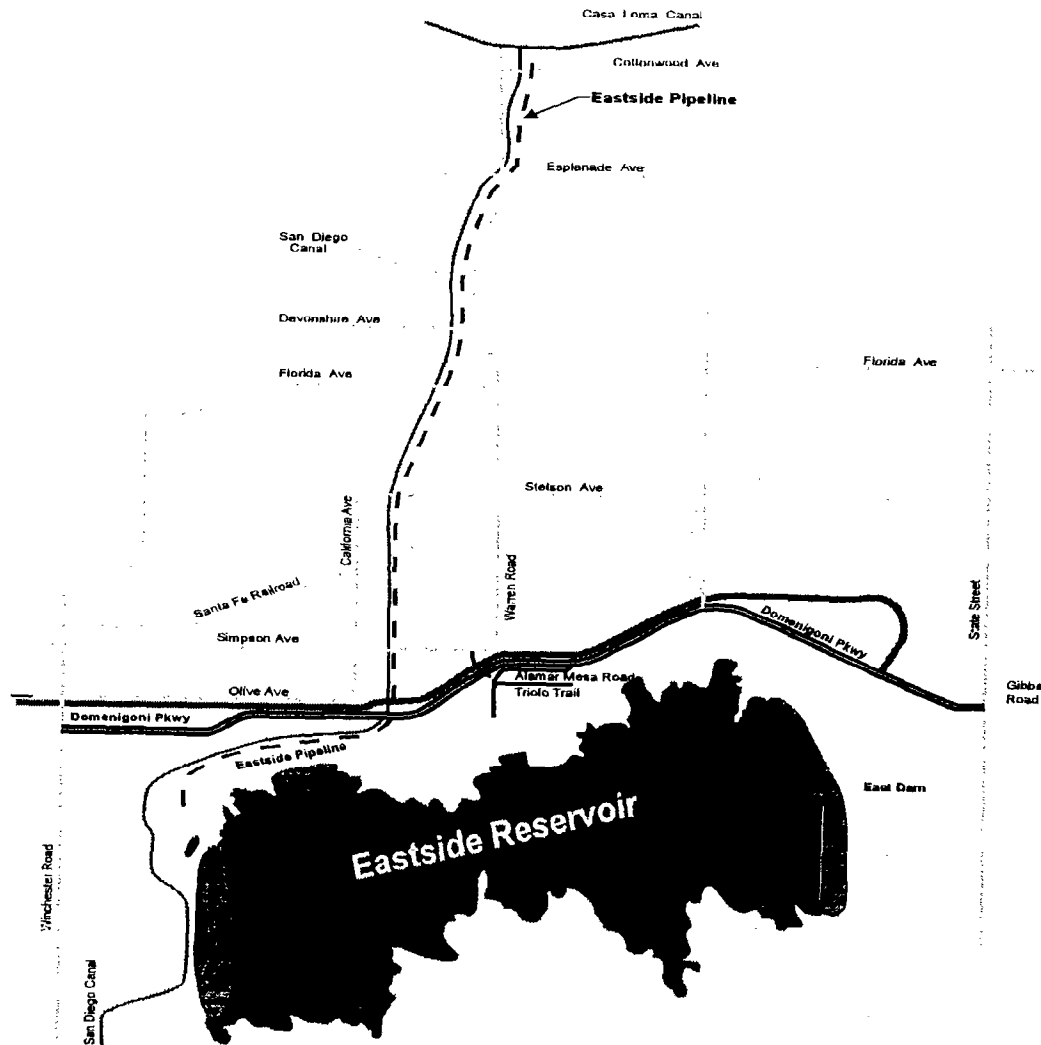 Casa Loma Canal
Cottonwood Ave
Eastside Pipeline
Esplanade Ave
San Diego
Canal
Devonshire Ave
Florida Ave
Florida Ave
Stetson Ave
California Ave
Warren Road
Santa Fe Railroad
State Street
Simpson Ave
Domenigoni Pkwy
Alamar Mesa Road
Triolo Trail
Olive Ave
Gibbal
Road
Domenigoni Pkwy
Eastside Pipeline
East Dam
Eastside Reservoir
Winchester Road
San Diego Canal